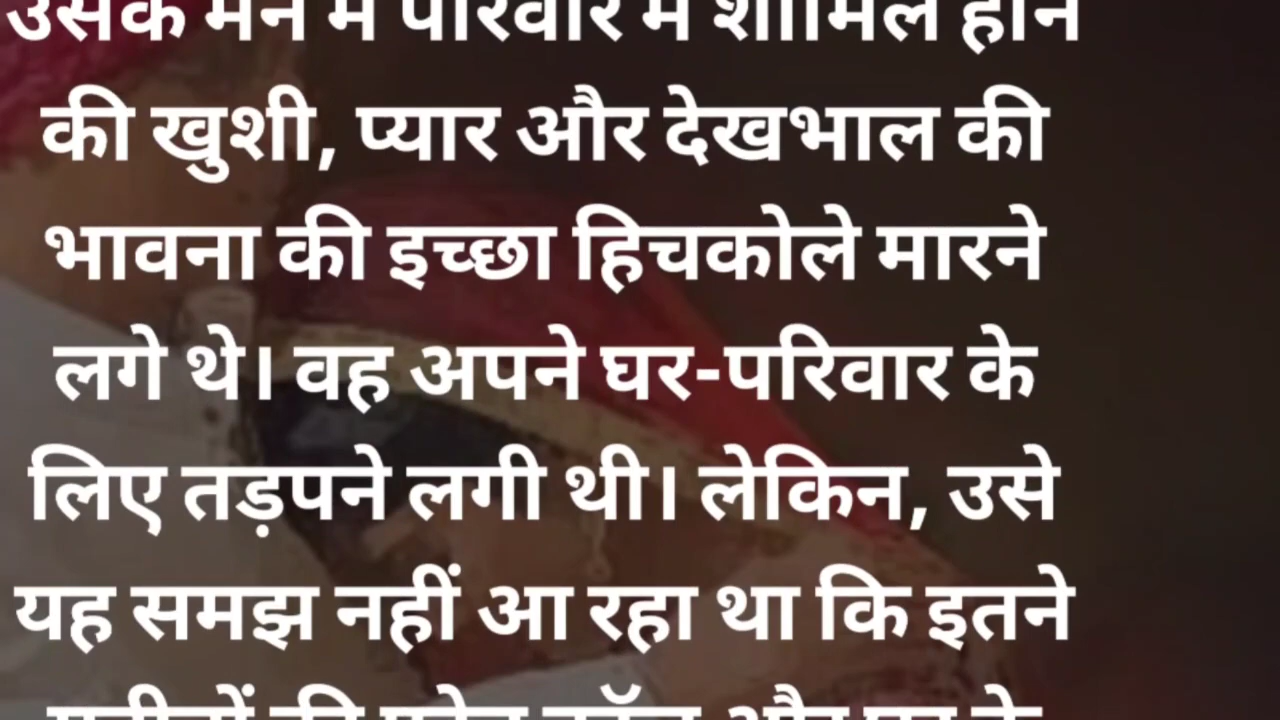 उसके मन में परिवार में शामिल होने
की खुशी, प्यार और देखभाल की
भावना की इच्छा हिचकोले मारने
लगे थे। वह अपने घर-परिवार के
लिए तड़पने लगी थी। लेकिन, उसे
यह समझ नहीं आ रहा था कि इतने